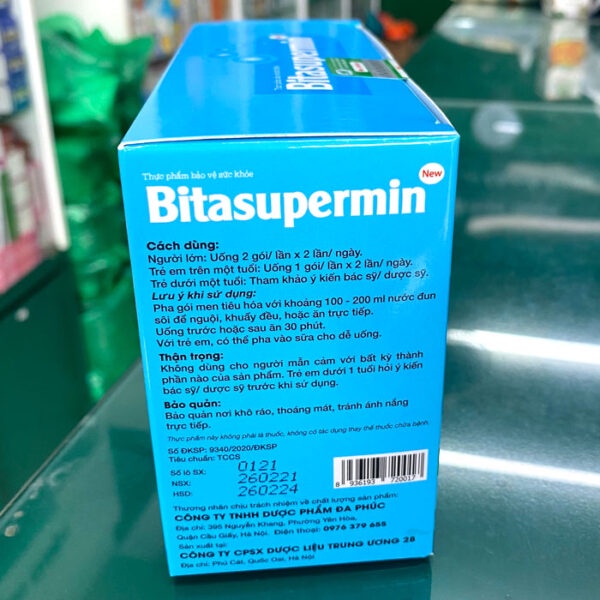 Bitasupermin
Thực phẩm bảo vệ sức khỏe
Bitasupermin
New
Cách dùng:
Người lớn: Uống 2 gói/ lần x 2 lần/ ngày.
Trẻ em trên một tuổi: Uống 1 gói/ lần x 2 lần/ ngày.
Trẻ dưới một tuổi: Tham khảo ý kiến bác sỹ/ dược sỹ.
Lưu ý khi sử dụng:
Pha gói men tiêu hóa với khoảng 100 - 200 ml nước đun
sôi để nguội, khuấy đều, hoặc ăn trực tiếp.
Uống trước hoặc sau ăn 30 phút.
Với trẻ em, có thể pha vào sữa cho dễ uống.
Thận trọng:
Không dùng cho người mẫn cảm với bất kỳ thành
phần nào của sản phẩm. Trẻ em dưới 1 tuổi hỏi ý kiến
bác sỹ/ dược sỹ trước khi sử dụng.
Bảo quản:
Bảo quản nơi khô ráo, thoáng mát, tránh ánh nắng
trực tiếp.
Thực phẩm này không phải là thuốc, không có tác dụng thay thế thuốc chữa bệnh.
Số ĐKSP: 9340/2020/ĐKSP
Tiêu chuẩn: TCCS
Số lô SX: 0121
NSX: 260221
HSD: 260224
8 936193 720017
Thương nhân chịu trách nhiệm về chất lượng sản phẩm:
CÔNG TY TNHH DƯỢC PHẨM ĐA PHÚC
Địa chỉ: 395 Nguyễn Khang, Phường Yên Hòa,
Quận Cầu Giấy, Hà Nội. Điện thoại: 0976 379 655
Sản xuất tại:
CÔNG TY CPSX DƯỢC LIỆU TRUNG ƯƠNG 28
Địa chỉ: Phú Cát, Quốc Oai, Hà Nội